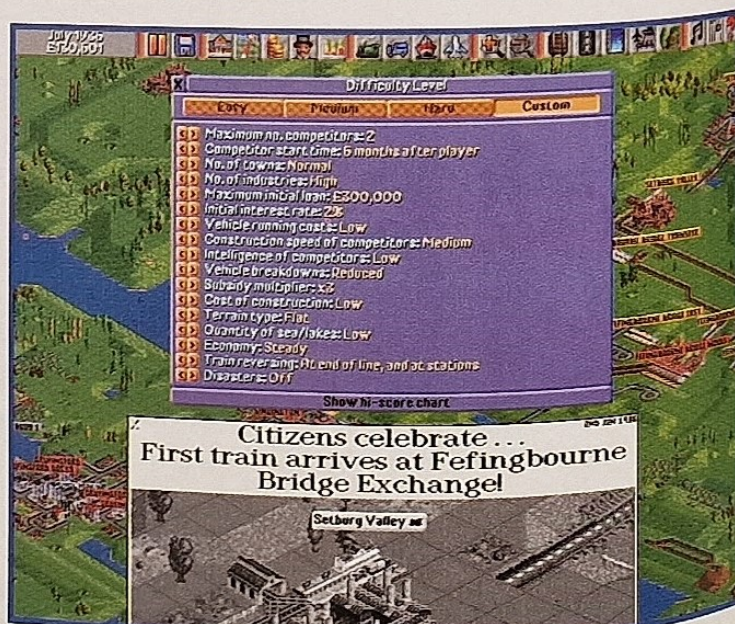 £130,601
X
Difficulty Level
Easy Medium Hard Custom
Maximum no. competitors: 2
Competitor start time: 6 months after player
No. of towns: Normal
No. of industries: High
Maximum initial loan: £300,000
Initial interest rate: 2%
Vehicle running costs: Low
Construction speed of competitors: Medium
Intelligence of competitors: Low
Vehicle breakdowns: Reduced
Subsidy multiplier: x2
Cost of construction: Low
Terrain type: Flat
Quantity of sea/lakes: Low
Economy: Steady
Train reversing: At end of line, and at stations
Disasters: Off
Show hi-score chart
Citizens celebrate . . .
First train arrives at Fefingbourne
Bridge Exchange!
Setburg Valley